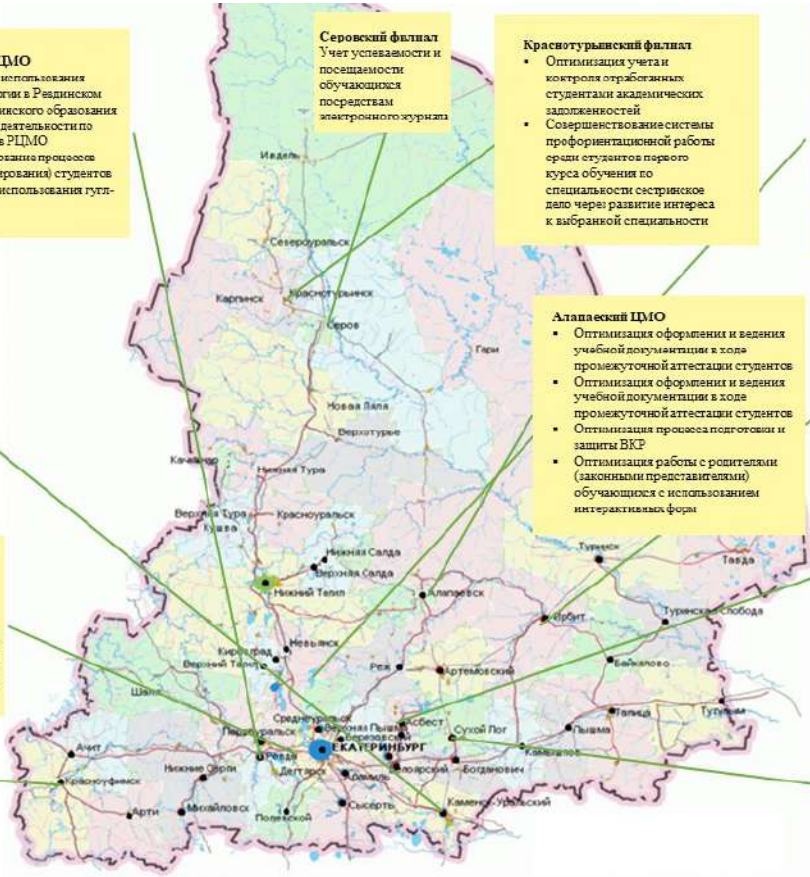 ЦМО
использования
в Ревдинском
образования
деятельности по
в РЦМО
процессов
студентов
использования гугл-
Серовский филиал
Учет успеваемости и
посещаемости
обучающихся
посредствам
электронного журнала
Краснотурьинский филиал
▪ Оптимизация учета и
контроля отработанных
студентами академических
задолженностей
▪ Совершенствование системы
профориентационной работы
среди студентов первого
курса обучения по
специальности сестринское
дело через развитие интереса
к выбранной специальности
Алапаевский ЦМО
▪ Оптимизация оформления и ведения
учебной документации в ходе
промежуточной аттестации студентов
▪ Оптимизация оформления и ведения
учебной документации в ходе
промежуточной аттестации студентов
▪ Оптимизация процесса подготовки и
защиты ВКР
▪ Оптимизация работы с родителями
(законными представителями)
обучающихся с использованием
интерактивных форм
Ивдель
Североуральск
Карпинск
Краснотурьинск
Серов
Гари
Новая Ляля
Верхотурье
Качканар
Нижняя Тура
Верхняя Тура
Красноуральск
Кушва
Нижняя Салда
Верхняя Салда
Нижний Тагил
Алапаевск
Туринск
Тавда
Ирбит
Туринская Слобода
Невьянск
Кировград
Верхний Тагил
Реж
Артемовский
Байкалово
Шаля
Среднеуральск
Верхняя Пышма
Асбест
Талица
Тугулым
Первоуральск
Березовский
Сухой Лог
Пышма
ЕКАТЕРИНБУРГ
Ачит
Ревда
Камышлов
Нижние Серги
Дегтярск
Арамиль
Белоярский
Богданович
Красноуфимск
Арти
Михайловск
Полевской
Сысерть
Каменск-Уральский